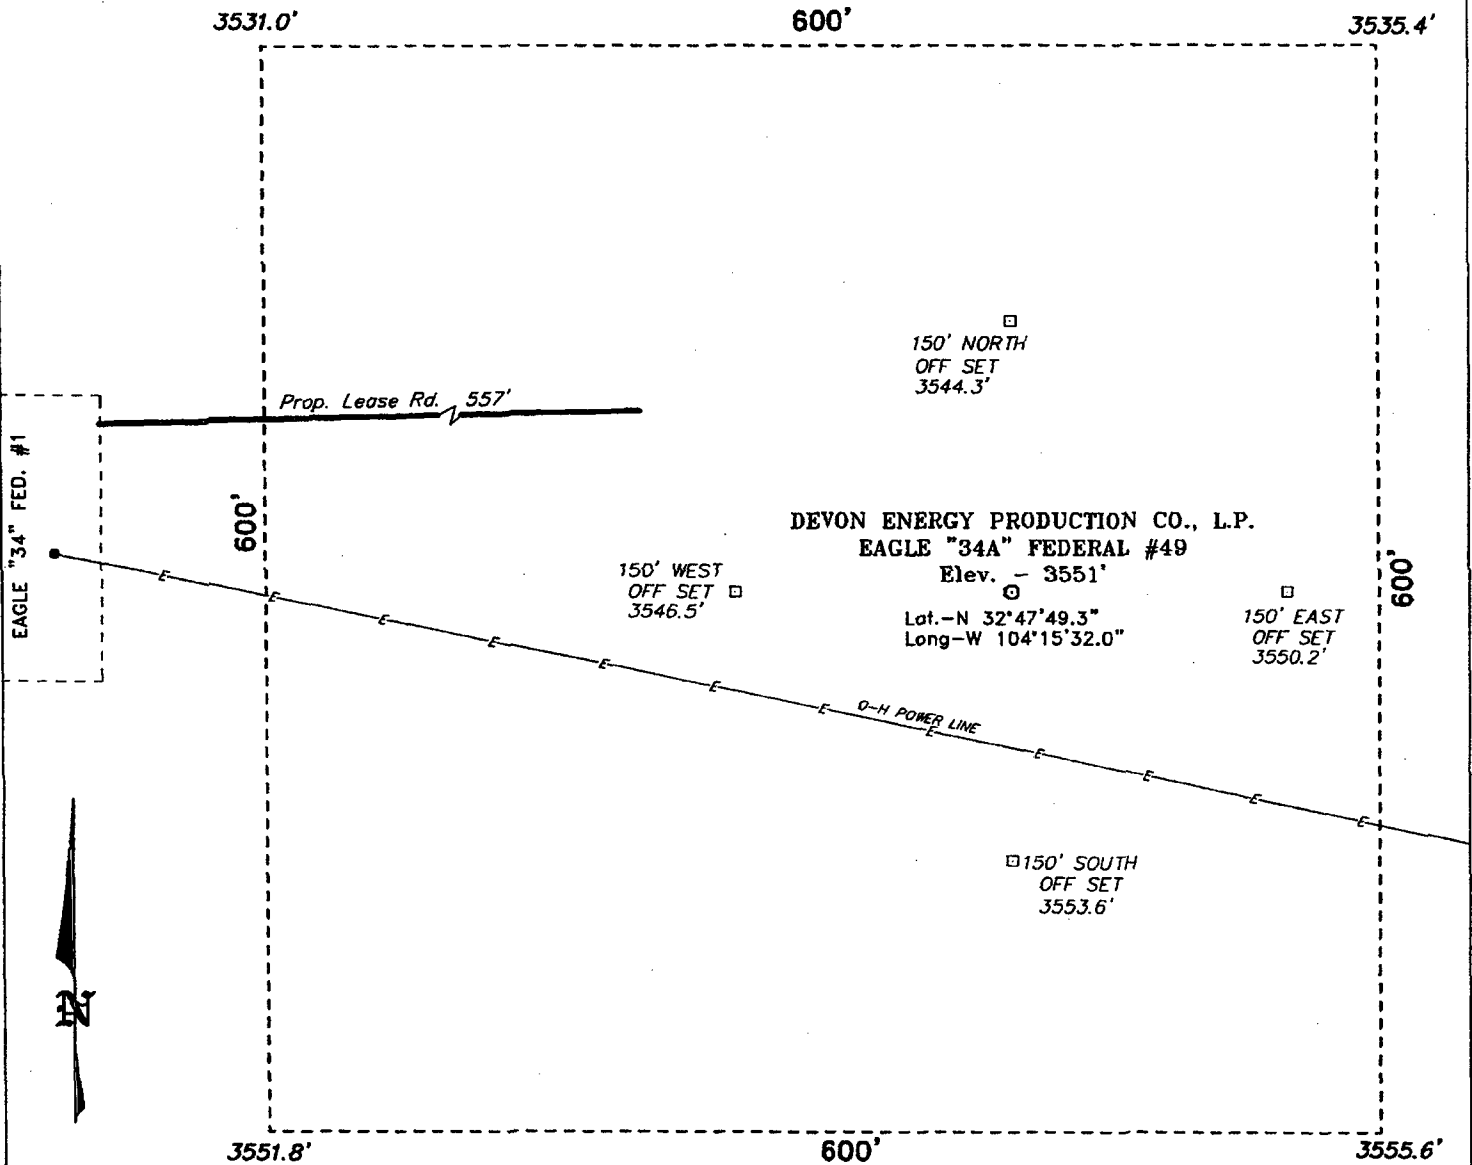 3531.0' 600' 3535.4'
150' NORTH
OFF SET
3544.3'
Prop. Lease Rd. 557'
EAGLE "34" FED. #1
600'
DEVON ENERGY PRODUCTION CO., L.P.
EAGLE "34A" FEDERAL #49
Elev. - 3551'
Lat.-N 32°47'49.3"
Long-W 104°15'32.0"
150' WEST
OFF SET
3546.5'
600'
150' EAST
OFF SET
3550.2'
E E E E E E E E E E E E
O-H POWER LINE
150' SOUTH
OFF SET
3553.6'
N
3551.8' 600' 3555.6'